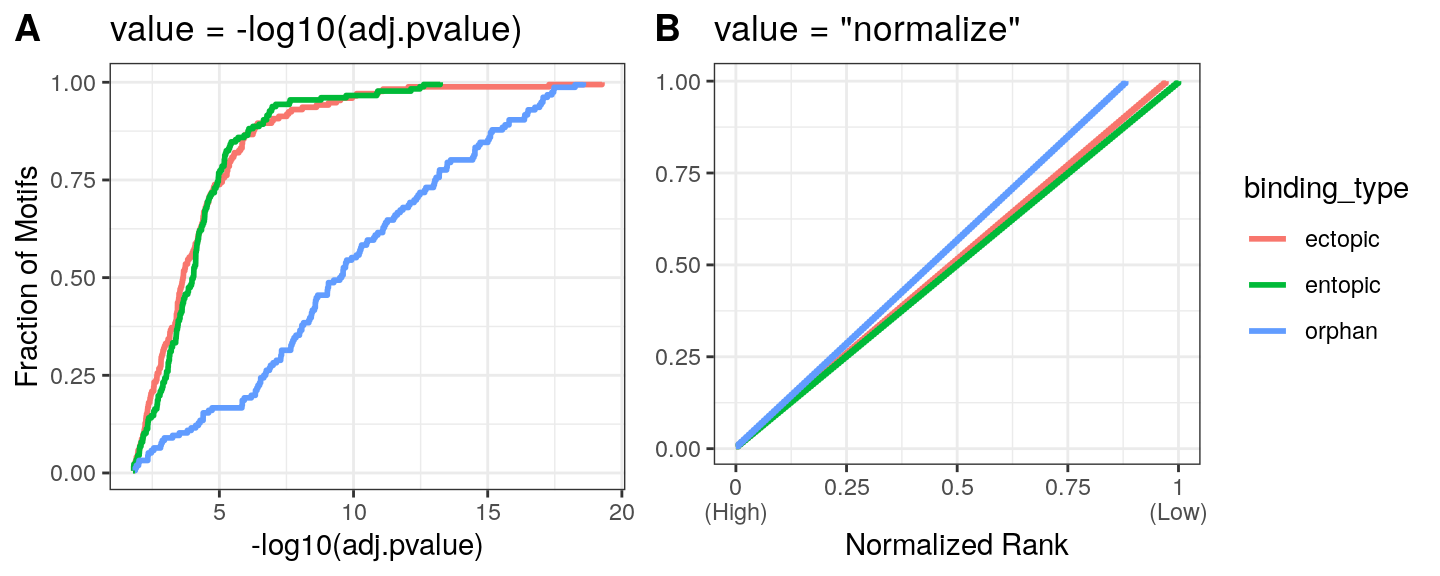 A
value = -log10(adj.pvalue)
Fraction of Motifs
1.00
0.75
0.50
0.25
0.00
5
10
15
20
-log10(adj.pvalue)
B
value = "normalize"
1.00
0.75
0.50
0.25
0.00
0
(High)
0.25
0.5
0.75
1
(Low)
Normalized Rank
binding_type
ectopic
entopic
orphan